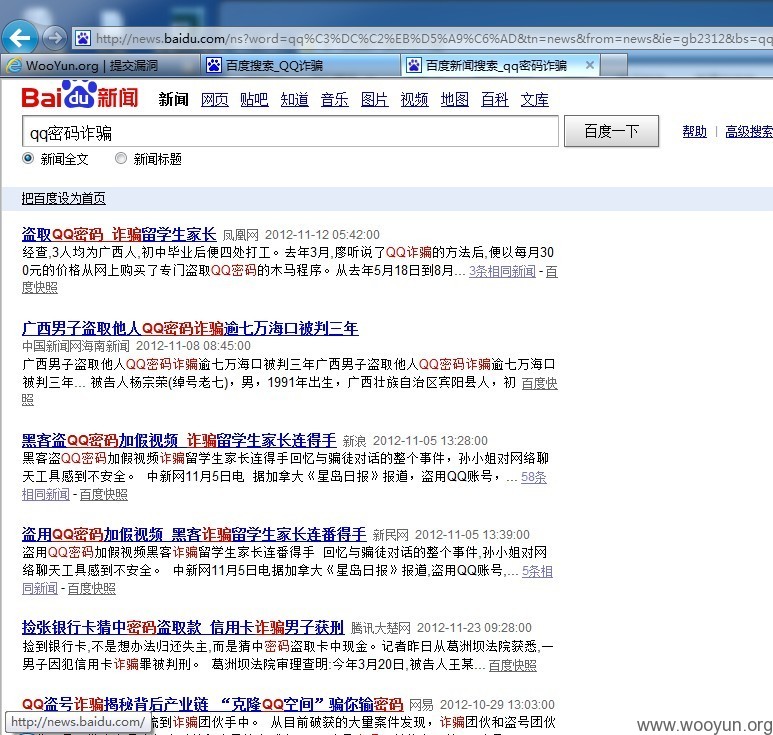 http://news.baidu.com/ns?word=qq%C3%DC%C2%EB%D5%A9%C6%AD&tn=news&from=news&ie=gb2312&bs=qq
WooYun.org | 提交漏洞 百度搜索_QQ诈骗 百度新闻搜索_qq密码诈骗
Bai du 新闻 新闻 网页 贴吧 知道 音乐 图片 视频 地图 百科 文库
qq密码诈骗 百度一下 帮助 | 高级搜索
新闻全文 新闻标题
把百度设为首页
盗取QQ密码 诈骗留学生家长 凤凰网 2012-11-12 05:42:00
经查,3人均为广西人,初中毕业后便四处打工。去年3月,廖听说了QQ诈骗的方法后,便以每月30
0元的价格从网上购买了专门盗取QQ密码的木马程序。从去年5月18日到8月... 3条相同新闻 - 百
度快照
广西男子盗取他人QQ密码诈骗逾七万海口被判三年
中国新闻网海南新闻 2012-11-08 08:45:00
广西男子盗取他人QQ密码诈骗逾七万海口被判三年广西男子盗取他人QQ密码诈骗逾七万海口
被判三年... 被告人杨宗荣(绰号老七)，男，1991年出生，广西壮族自治区宾阳县人，初 百度快
照
黑客盗QQ密码加假视频 诈骗留学生家长连得手 新浪 2012-11-05 13:28:00
黑客盗QQ密码加假视频诈骗留学生家长连得手回忆与骗徒对话的整个事件，孙小姐对网络聊
天工具感到不安全。 中新网11月5日电 据加拿大《星岛日报》报道，盗用QQ账号，... 58条
相同新闻 - 百度快照
盗用QQ密码加假视频 黑客诈骗留学生家长连番得手 新民网 2012-11-05 13:39:00
盗用QQ密码加假视频黑客诈骗留学生家长连番得手 回忆与骗徒对话的整个事件,孙小姐对网
络聊天工具感到不安全。 中新网11月5日电据加拿大《星岛日报》报道,盗用QQ账号,... 5条相
同新闻 - 百度快照
捡张银行卡猜中密码盗取款 信用卡诈骗男子获刑 腾讯大楚网 2012-11-23 09:28:00
捡到银行卡,不是想办法归还失主,而是猜中密码盗取卡中现金。记者昨日从葛洲坝法院获悉,一
男子因犯信用卡诈骗罪被判刑。 葛洲坝法院审理查明:今年3月20日,被告人王某... 百度快照
QQ盗号诈骗揭秘背后产业链 “克隆QQ空间”骗你输密码 网易 2012-10-29 13:03:00
http://news.baidu.com/ 流到诈骗团伙手中。 从目前破获的大量案件发现，诈骗团伙和盗号团伙
www.wooyun.org